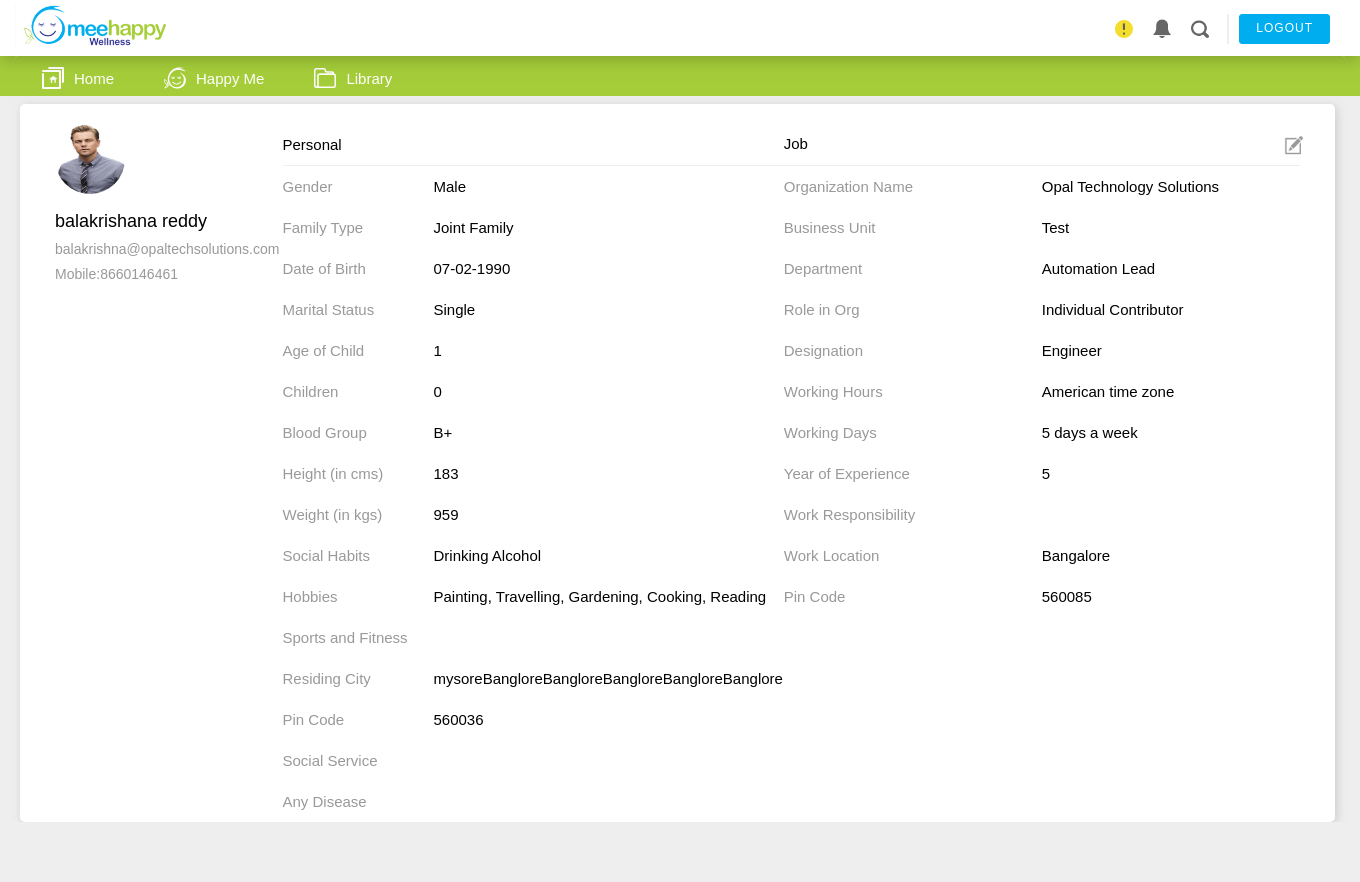 meehappy
Wellness
LOGOUT
Home
Happy Me
Library
balakrishana reddy
balakrishna@opaltechsolutions.com
Mobile:8660146461
Personal
Gender Male
Family Type Joint Family
Date of Birth 07-02-1990
Marital Status Single
Age of Child 1
Children 0
Blood Group B+
Height (in cms) 183
Weight (in kgs) 959
Social Habits Drinking Alcohol
Hobbies Painting, Travelling, Gardening, Cooking, Reading
Sports and Fitness
Residing City mysoreBangloreBangloreBangloreBangloreBanglore
Pin Code 560036
Social Service
Any Disease
Job
Organization Name Opal Technology Solutions
Business Unit Test
Department Automation Lead
Role in Org Individual Contributor
Designation Engineer
Working Hours American time zone
Working Days 5 days a week
Year of Experience 5
Work Responsibility
Work Location Bangalore
Pin Code 560085